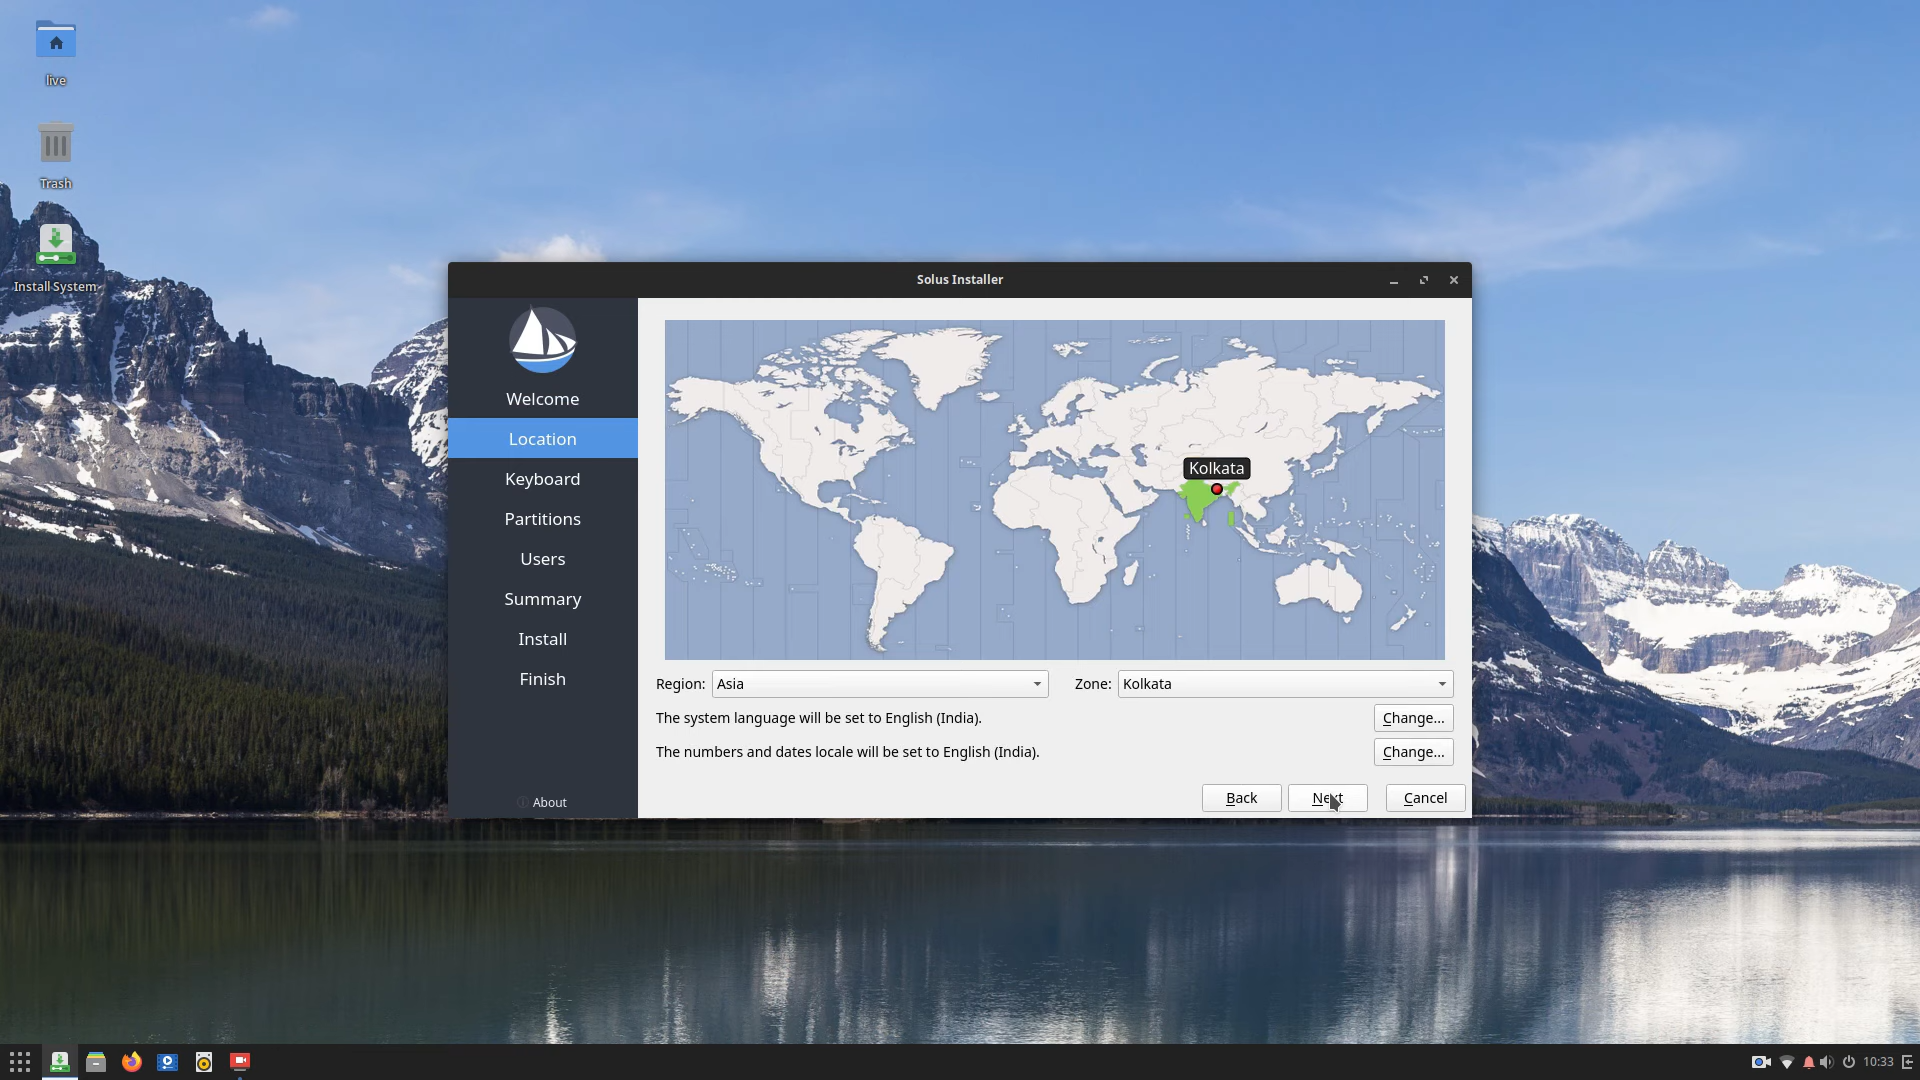 live
Trash
Install System
Solus Installer
Welcome
Location
Keyboard
Partitions
Users
Summary
Install
Finish
About
Kolkata
Region: Asia Zone: Kolkata
The system language will be set to English (India). Change...
The numbers and dates locale will be set to English (India). Change...
Back Next Cancel
10:33